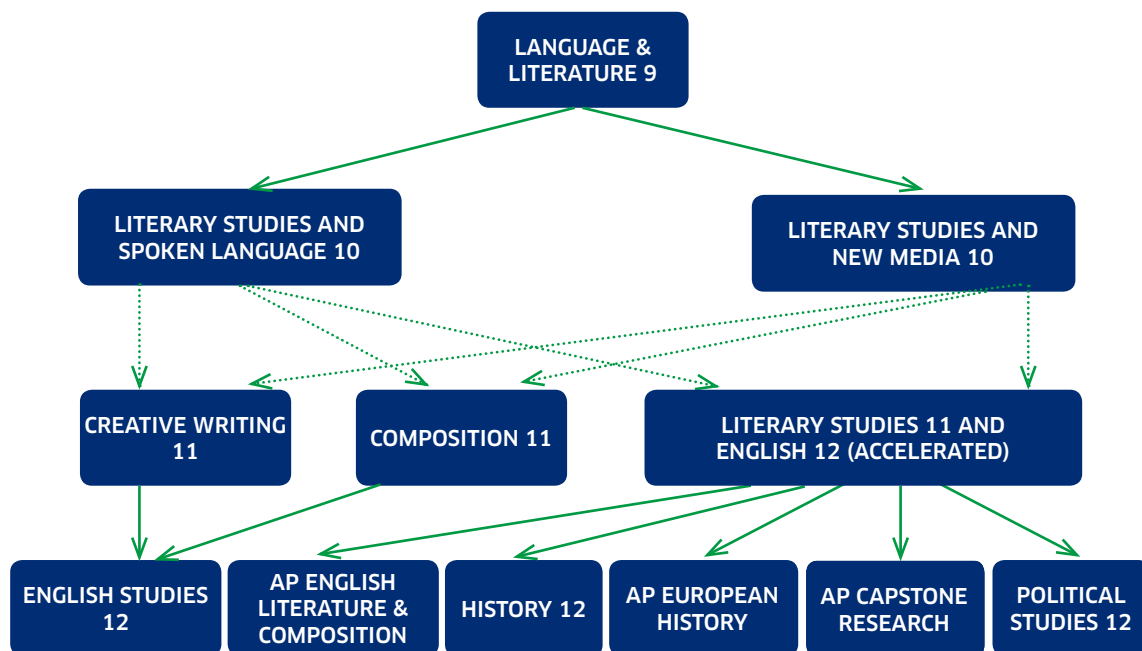 LANGUAGE &
LITERATURE 9
LITERARY STUDIES AND
SPOKEN LANGUAGE 10
LITERARY STUDIES AND
NEW MEDIA 10
CREATIVE WRITING
11
COMPOSITION 11
LITERARY STUDIES 11 AND
ENGLISH 12 (ACCELERATED)
ENGLISH STUDIES
12
AP ENGLISH
LITERATURE &
COMPOSITION
HISTORY 12
AP EUROPEAN
HISTORY
AP CAPSTONE
RESEARCH
POLITICAL
STUDIES 12